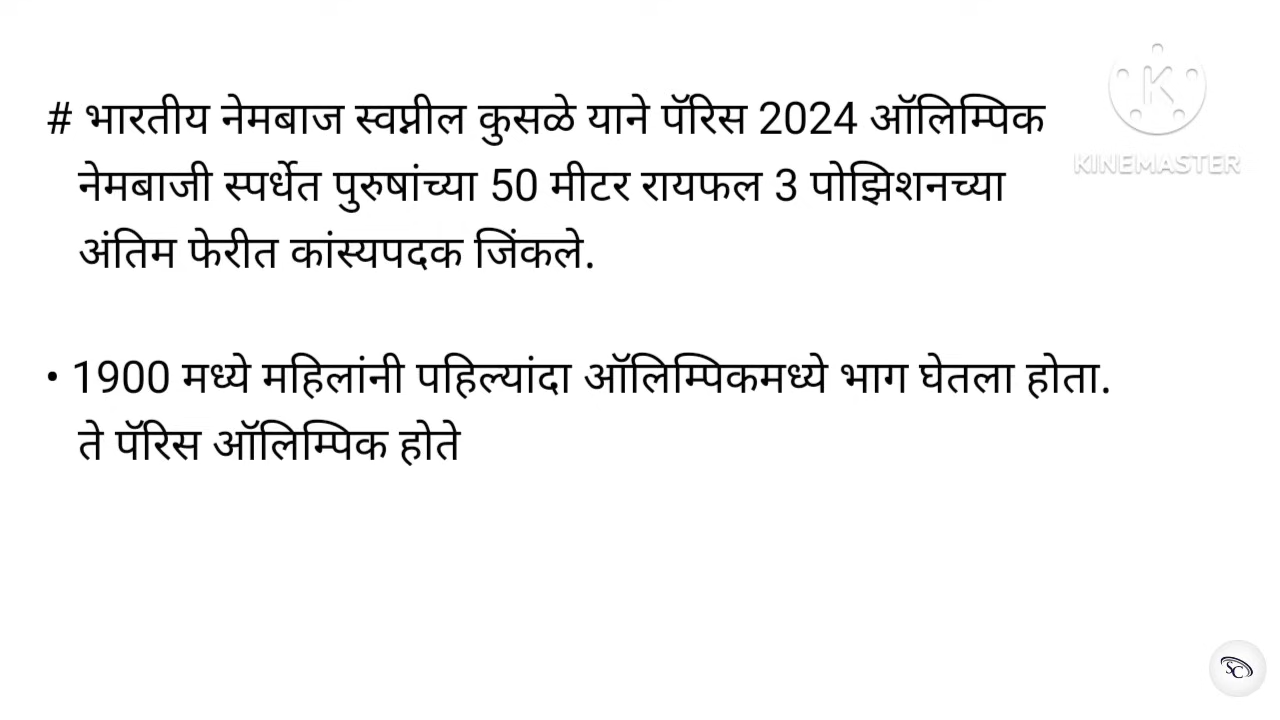 # भारतीय नेमबाज स्वप्नील कुसळे याने पॅरिस 2024 ऑलिम्पिक
नेमबाजी स्पर्धेत पुरुषांच्या 50 मीटर रायफल 3 पोझिशनच्या
अंतिम फेरीत कांस्यपदक जिंकले.
• 1900 मध्ये महिलांनी पहिल्यांदा ऑलिम्पिकमध्ये भाग घेतला होता.
ते पॅरिस ऑलिम्पिक होते
K
KINEMASTER
SC